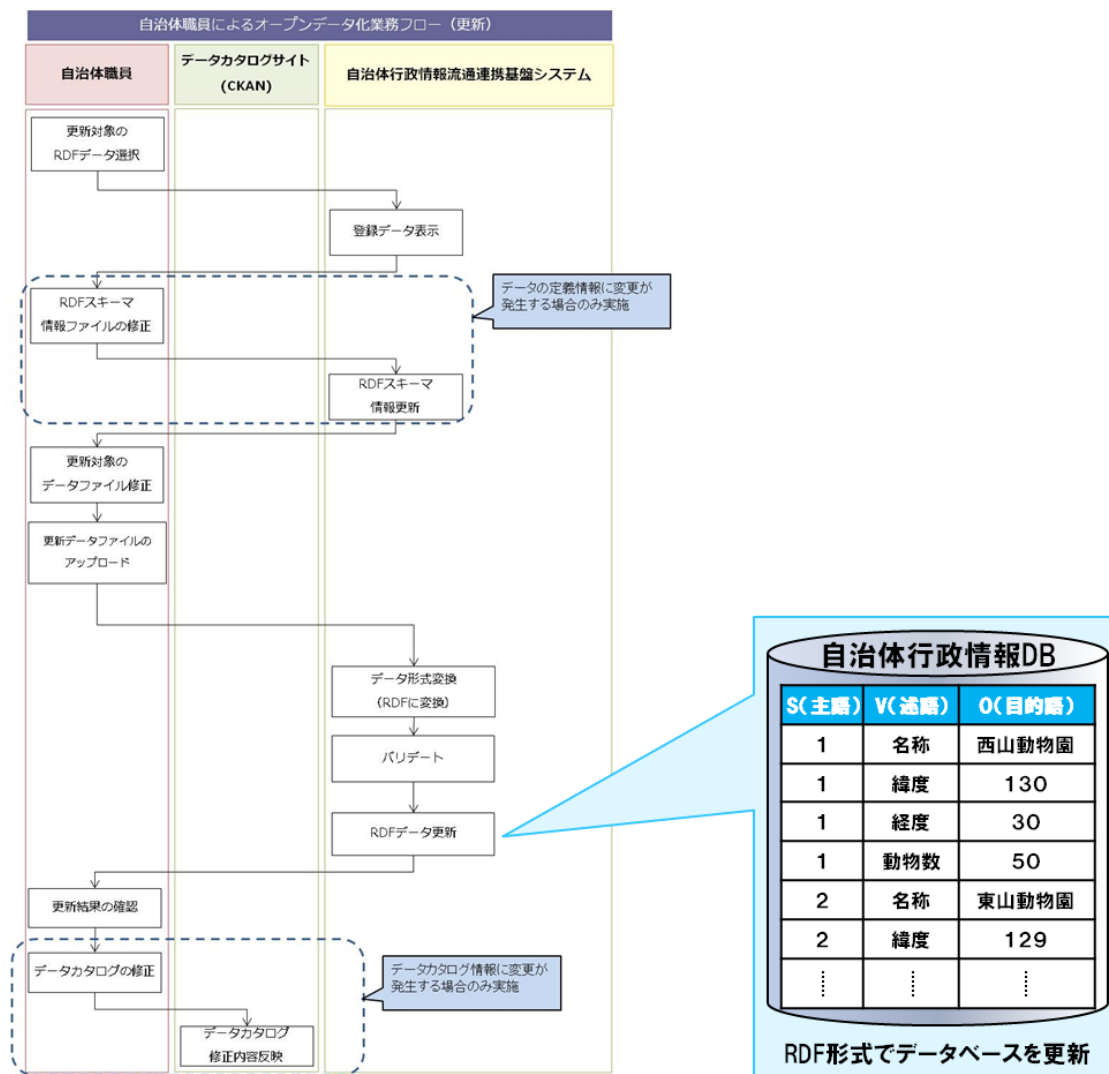 自治体職員によるオープンデータ化業務フロー（更新）
自治体職員
データカタログサイト
(CKAN)
自治体行政情報流通連携基盤システム
更新対象の
RDFデータ選択
登録データ表示
データの定義情報に変更が
発生する場合のみ実施
RDFスキーマ
情報ファイルの修正
RDFスキーマ
情報更新
更新対象の
データファイル修正
更新データファイルの
アップロード
データ形式変換
(RDFに変換)
バリデート
RDFデータ更新
更新結果の確認
データカタログの修正
データカタログ情報に変更が
発生する場合のみ実施
データカタログ
修正内容反映
自治体行政情報DB
S(主語) V(述語) O(目的語)
1 名称 西山動物園
1 緯度 130
1 経度 30
1 動物数 50
2 名称 東山動物園
2 緯度 129
⋮ ⋮ ⋮
RDF形式でデータベースを更新